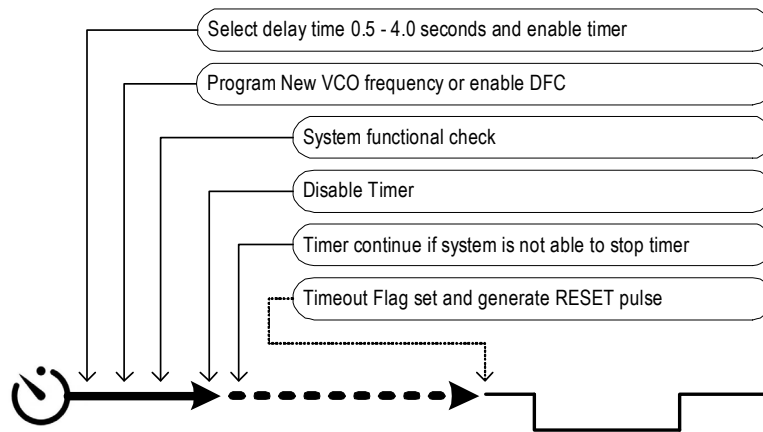 Select delay time 0.5 - 4.0 seconds and enable timer
Program New VCO frequency or enable DFC
System functional check
Disable Timer
Timer continue if system is not able to stop timer
Timeout Flag set and generate RESET pulse